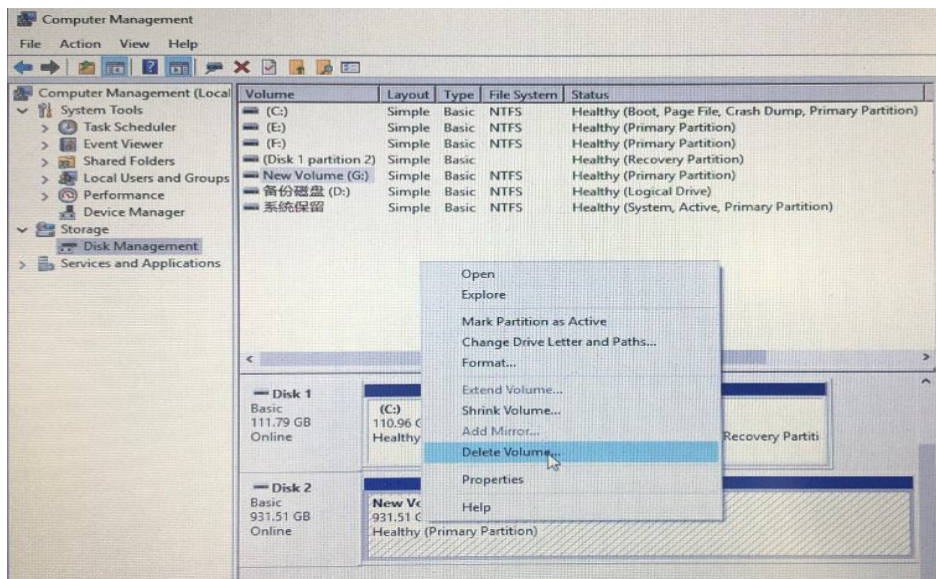 Computer Management
File Action View Help
Computer Management (Local
System Tools
Task Scheduler
Event Viewer
Shared Folders
Local Users and Groups
Performance
Device Manager
Storage
Disk Management
Services and Applications
Volume Layout Type File System Status
(C:) Simple Basic NTFS Healthy (Boot, Page File, Crash Dump, Primary Partition)
(E:) Simple Basic NTFS Healthy (Primary Partition)
(F:) Simple Basic NTFS Healthy (Primary Partition)
(Disk 1 partition 2) Simple Basic Healthy (Recovery Partition)
New Volume (G:) Simple Basic NTFS Healthy (Primary Partition)
备份磁盘 (D:) Simple Basic NTFS Healthy (Logical Drive)
系统保留 Simple Basic NTFS Healthy (System, Active, Primary Partition)
Open
Explore
Mark Partition as Active
Change Drive Letter and Paths...
Format...
Extend Volume...
Shrink Volume...
Add Mirror...
Delete Volume...
Properties
Help
Disk 1
Basic
111.79 GB
Online
(C:)
110.96 G
Healthy
Recovery Partiti
Disk 2
Basic
931.51 GB
Online
New Vo
931.51 G
Healthy (Primary Partition)